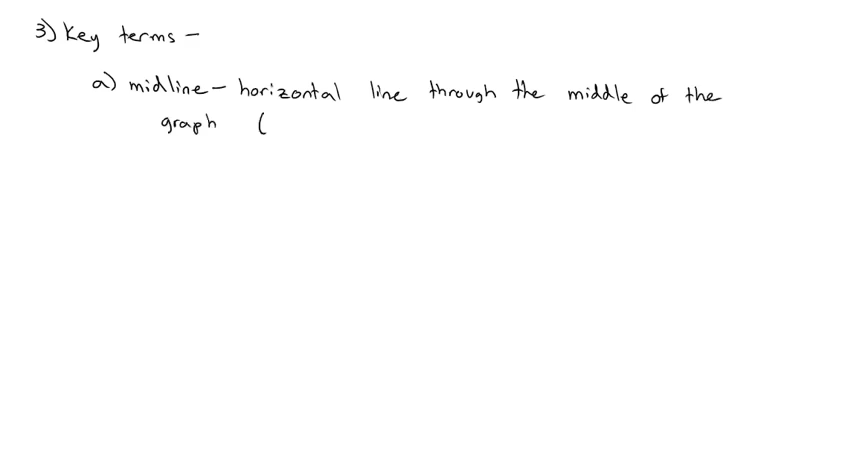 3) Key terms -
a) midline - horizontal line through the middle of the
graph (